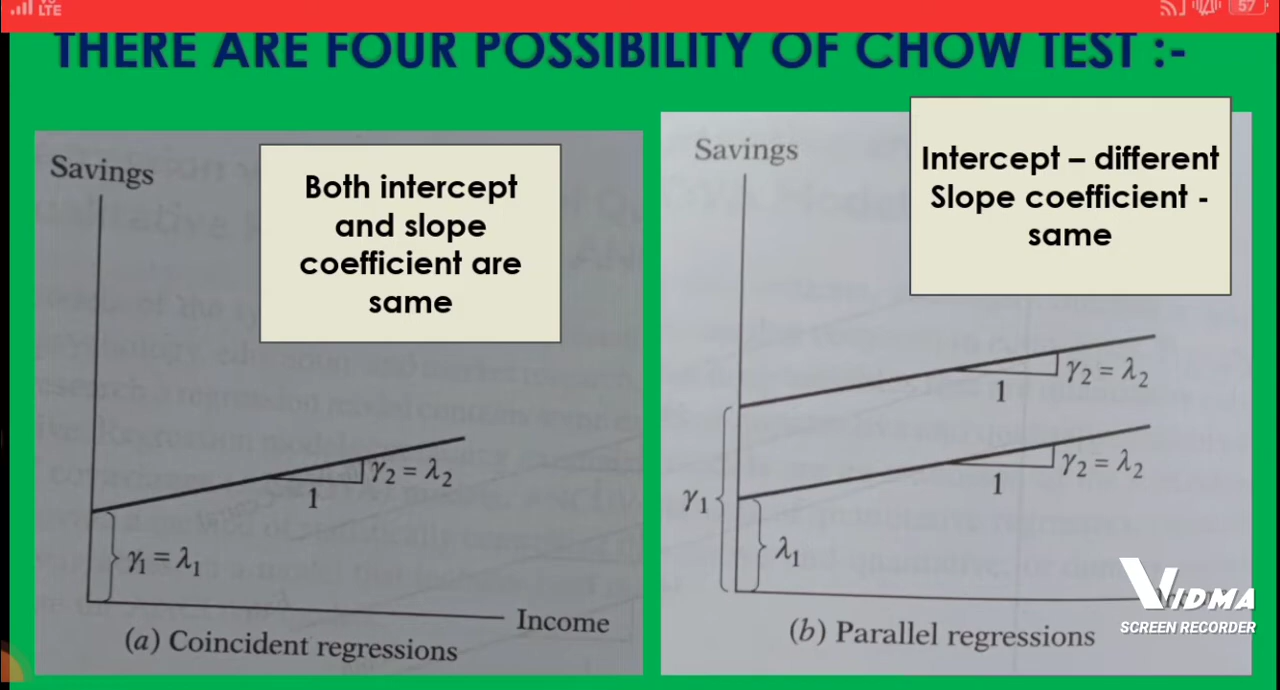 LTE
57
THERE ARE FOUR POSSIBILITY OF CHOW TEST :-
Savings
Both intercept
and slope
coefficient are
same
γ2 = λ2
1
γ1 = λ1
Income
(a) Coincident regressions
Savings
Intercept – different
Slope coefficient -
same
γ2 = λ2
1
γ2 = λ2
1
γ1
λ1
(b) Parallel regressions
VIDMA
SCREEN RECORDER